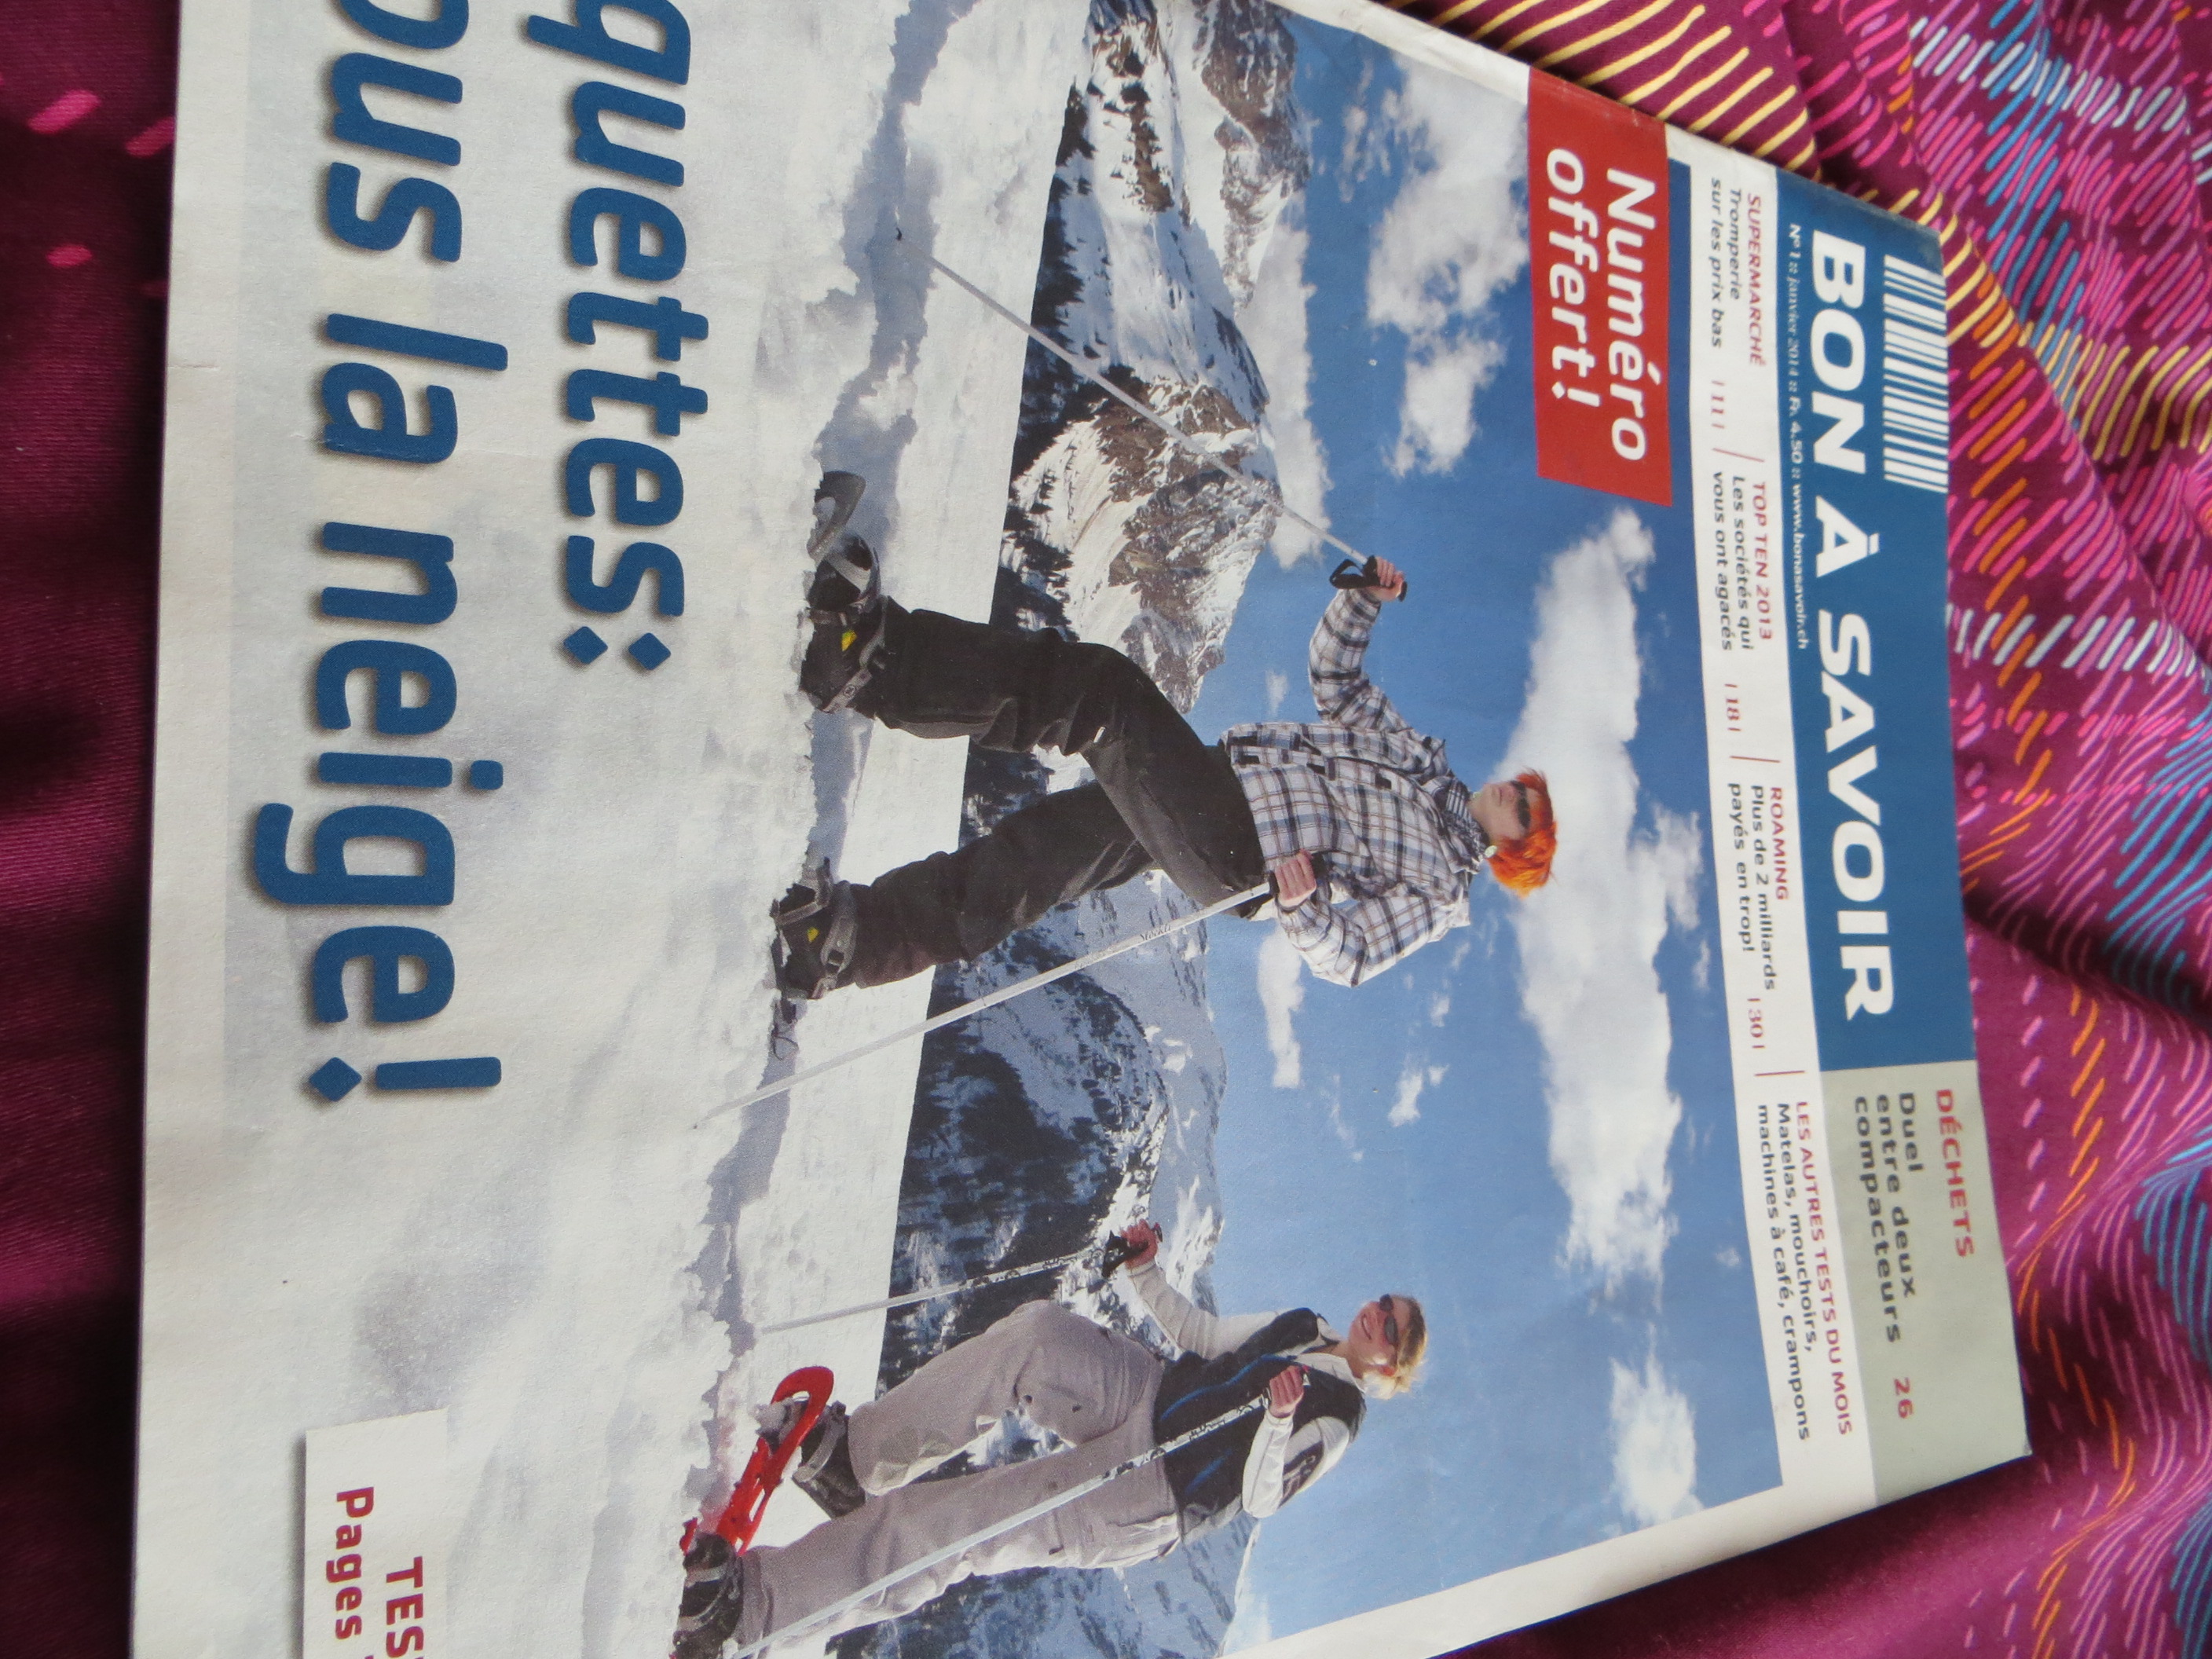 BON À SAVOIR
Nº 1 :: janvier 2014 :: Fr. 4.50 :: www.bonasavoir.ch
DÉCHETS
Duel
entre deux
compacteurs 26
SUPERMARCHÉ
Tromperie
sur les prix bas | 11 |
TOP TEN 2013
Les sociétés qui
vous ont agacés | 18 |
ROAMING
Plus de 2 milliards
payés en trop! | 30 |
LES AUTRES TESTS DU MOIS
Matelas, mouchoirs,
machines à café, crampons
Numéro
offert!
quettes:
ous la neige!
TES
Pages